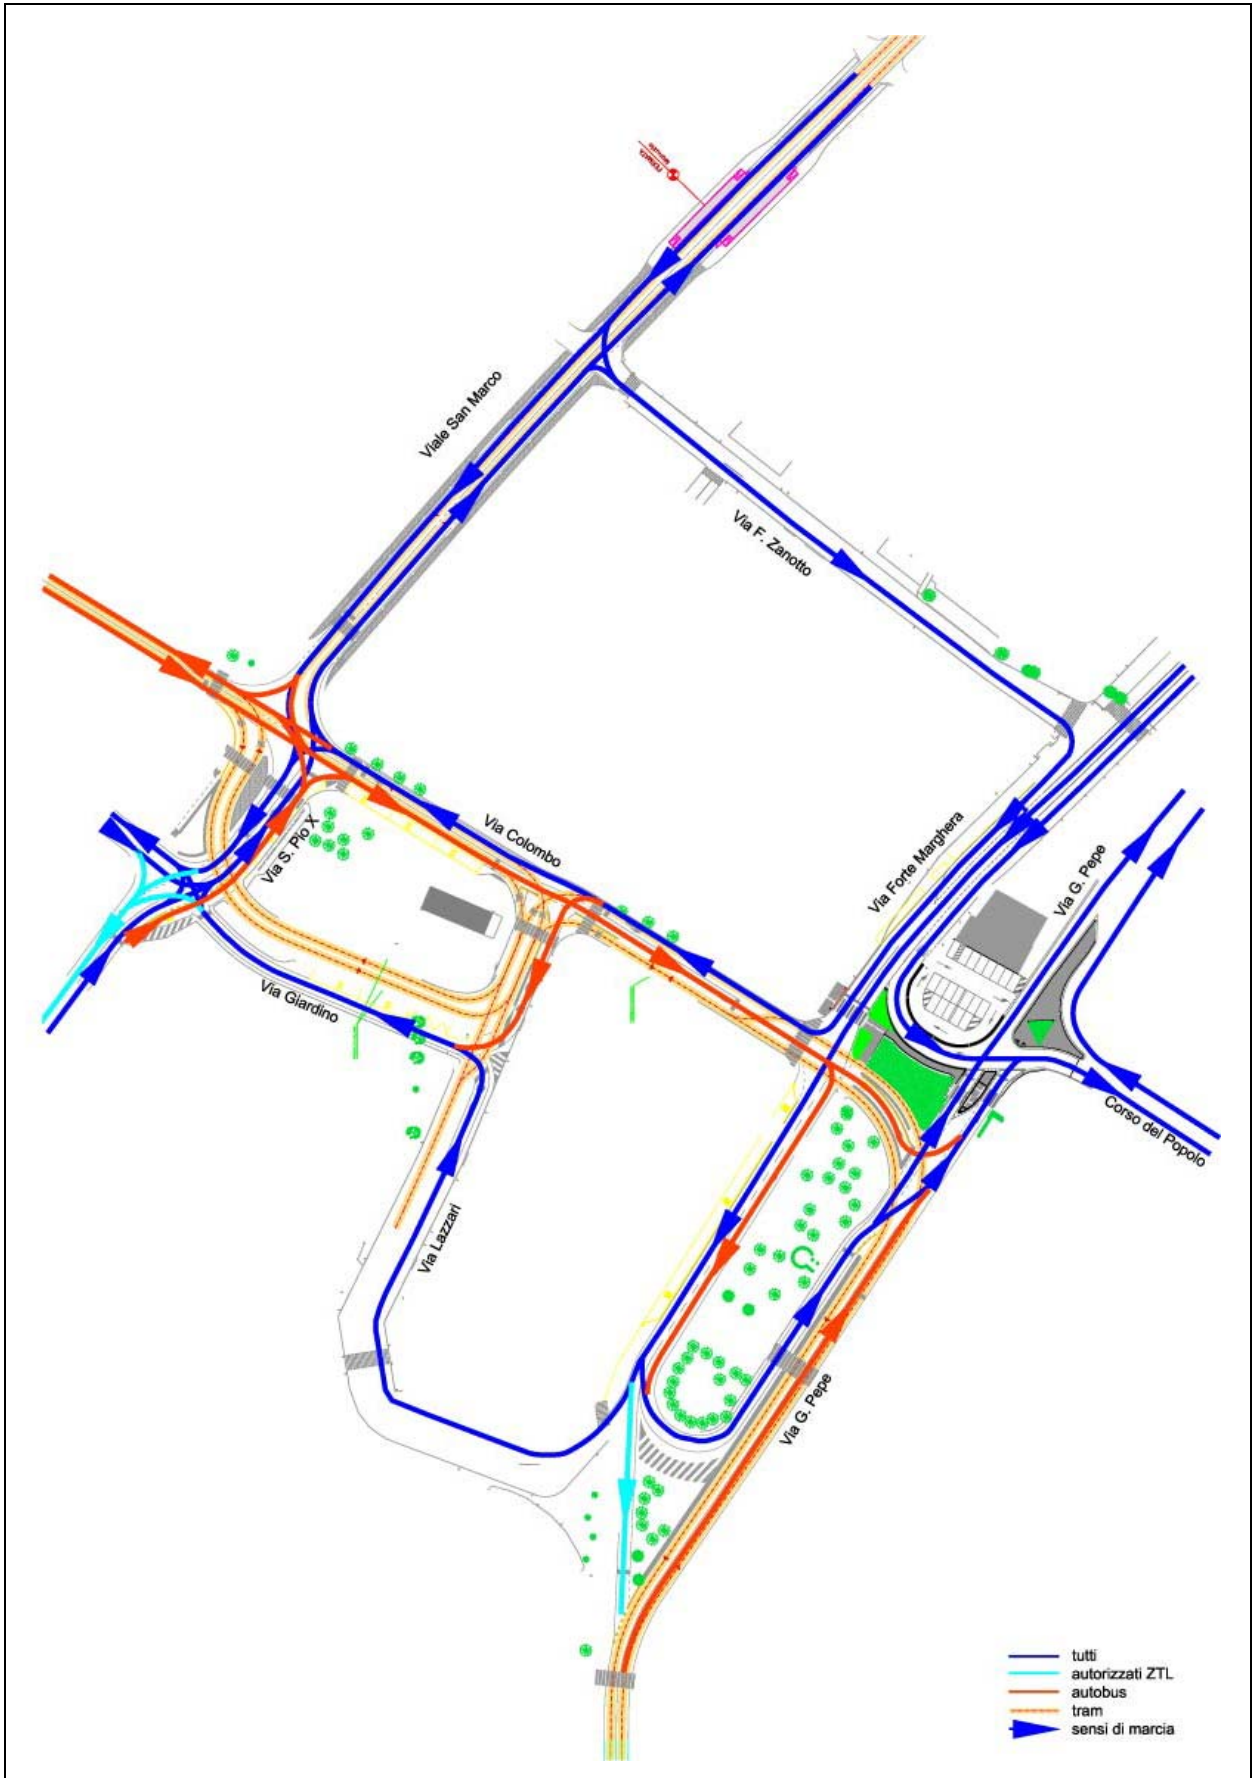 FERMATA
Viale San Marco
Via F. Zanotto
Via Colombo
Via S. Pio X
Via Forte Marghera
Via G. Pepe
Via Giardino
Corso del Popolo
Via Lazzari
Via G. Pepe
tutti
autorizzati ZTL
autobus
tram
sensi di marcia